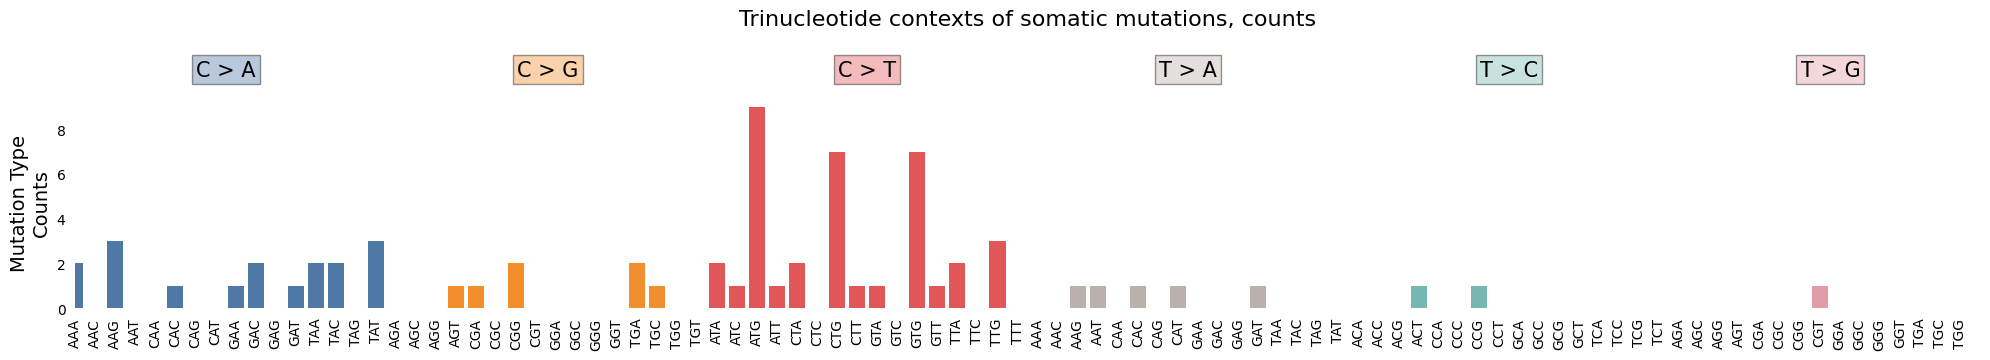 Trinucleotide contexts of somatic mutations, counts
C > A C > G C > T T > A T > C T > G
Mutation Type
Counts
8
6
4
2
0
AAA AAC AAG AAT CAA CAC CAG CAT GAA GAC GAG GAT TAA TAC TAG TAT AGA AGC AGG AGT CGA CGC CGG CGT GGA GGC GGG GGT TGA TGC TGG TGT ATA ATC ATG ATT CTA CTC CTG CTT GTA GTC GTG GTT TTA TTC TTG TTT AAA AAC AAG AAT CAA CAC CAG CAT GAA GAC GAG GAT TAA TAC TAG TAT ACA ACC ACG ACT CCA CCC CCG CCT GCA GCC GCG GCT TCA TCC TCG TCT AGA AGC AGG AGT CGA CGC CGG CGT GGA GGC GGG GGT TGA TGC TGG